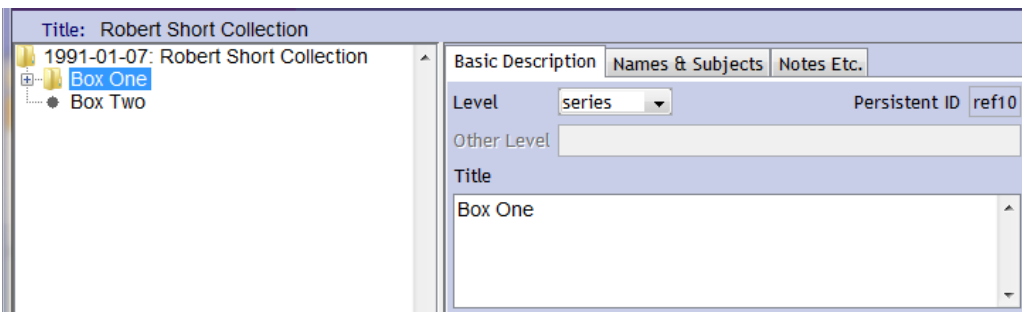 Title: Robert Short Collection
1991-01-07: Robert Short Collection
Box One
Box Two
Basic Description Names & Subjects Notes Etc.
Level series Persistent ID ref10
Other Level
Title
Box One